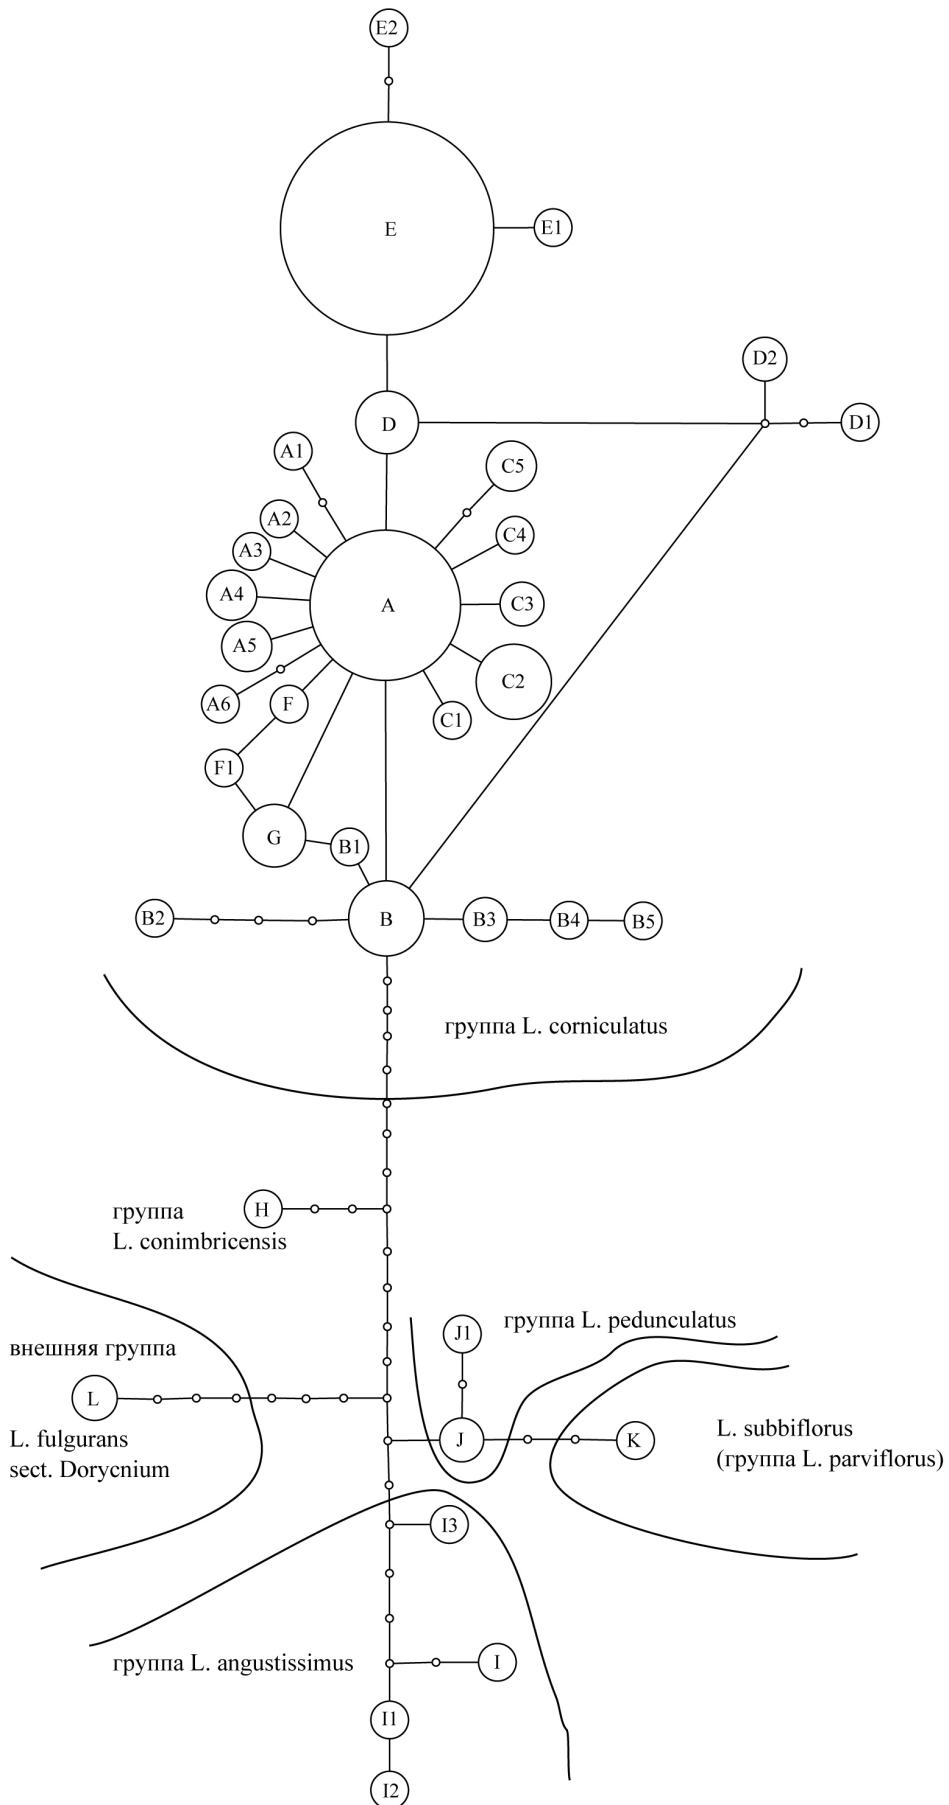 E2
E
E1
D2
D
D1
A1
C5
A2
C4
A3
A4
A
C3
A5
C2
A6
F
C1
F1
G
B1
B2
B
B3
B4
B5
группа L. corniculatus
H
группа
L. conimbricensis
J1
группа L. pedunculatus
внешняя группа
L
L. fulgurans
sect. Dorycnium
J
K
L. subbiflorus
(группа L. parviflorus)
I3
группа L. angustissimus
I
I1
I2